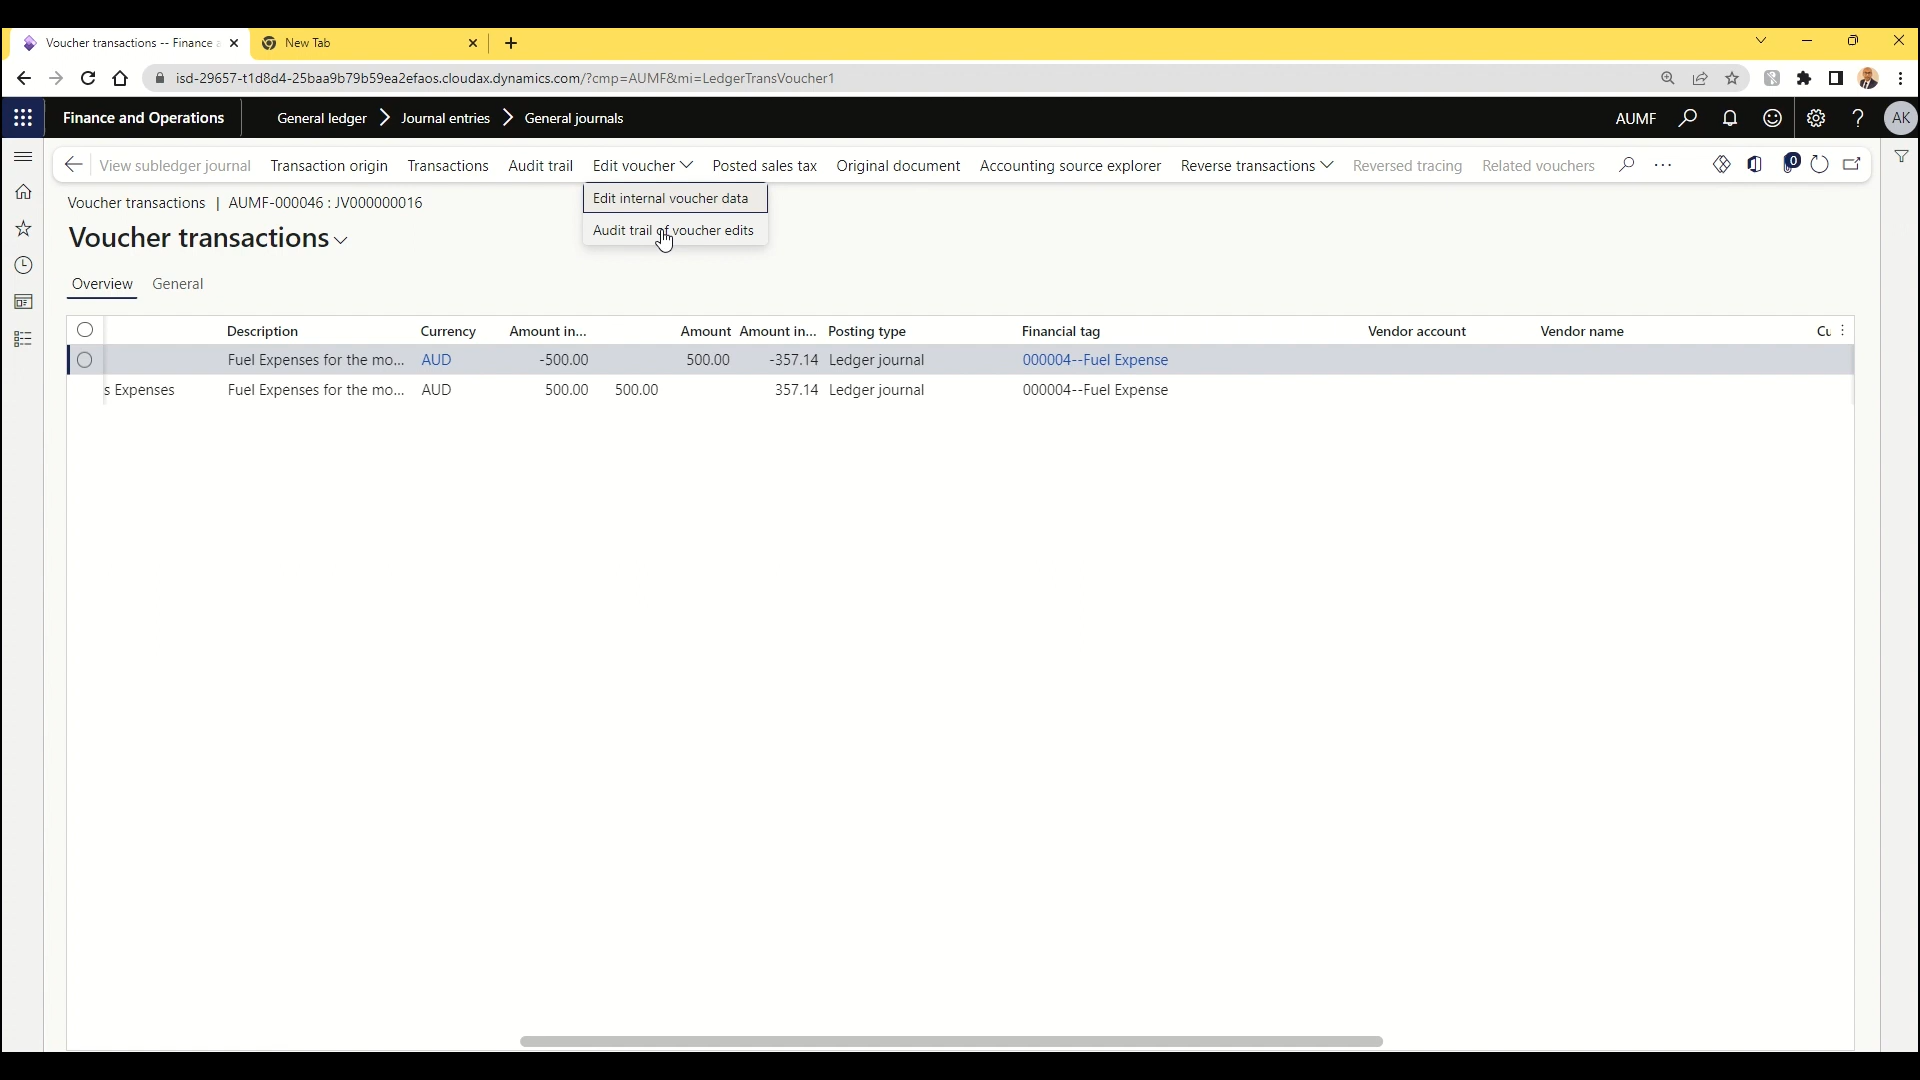 Voucher transactions -- Finance a
New Tab
isd-29657-t1d8d4-25baa9b79b59ea2efaos.cloudax.dynamics.com/?cmp=AUMF&mi=LedgerTransVoucher1
Finance and Operations
General ledger
Journal entries
General journals
AUMF
AK
View subledger journal
Transaction origin
Transactions
Audit trail
Edit voucher
Posted sales tax
Original document
Accounting source explorer
Reverse transactions
Reversed tracing
Related vouchers
0
Edit internal voucher data
Audit trail of voucher edits
Voucher transactions | AUMF-000046 : JV000000016
Voucher transactions
Overview
General
Description Currency Amount in... Amount Amount in... Posting type Financial tag Vendor account Vendor name Cu
Fuel Expenses for the mo... AUD -500.00 500.00 -357.14 Ledger journal 000004--Fuel Expense
s Expenses Fuel Expenses for the mo... AUD 500.00 500.00 357.14 Ledger journal 000004--Fuel Expense